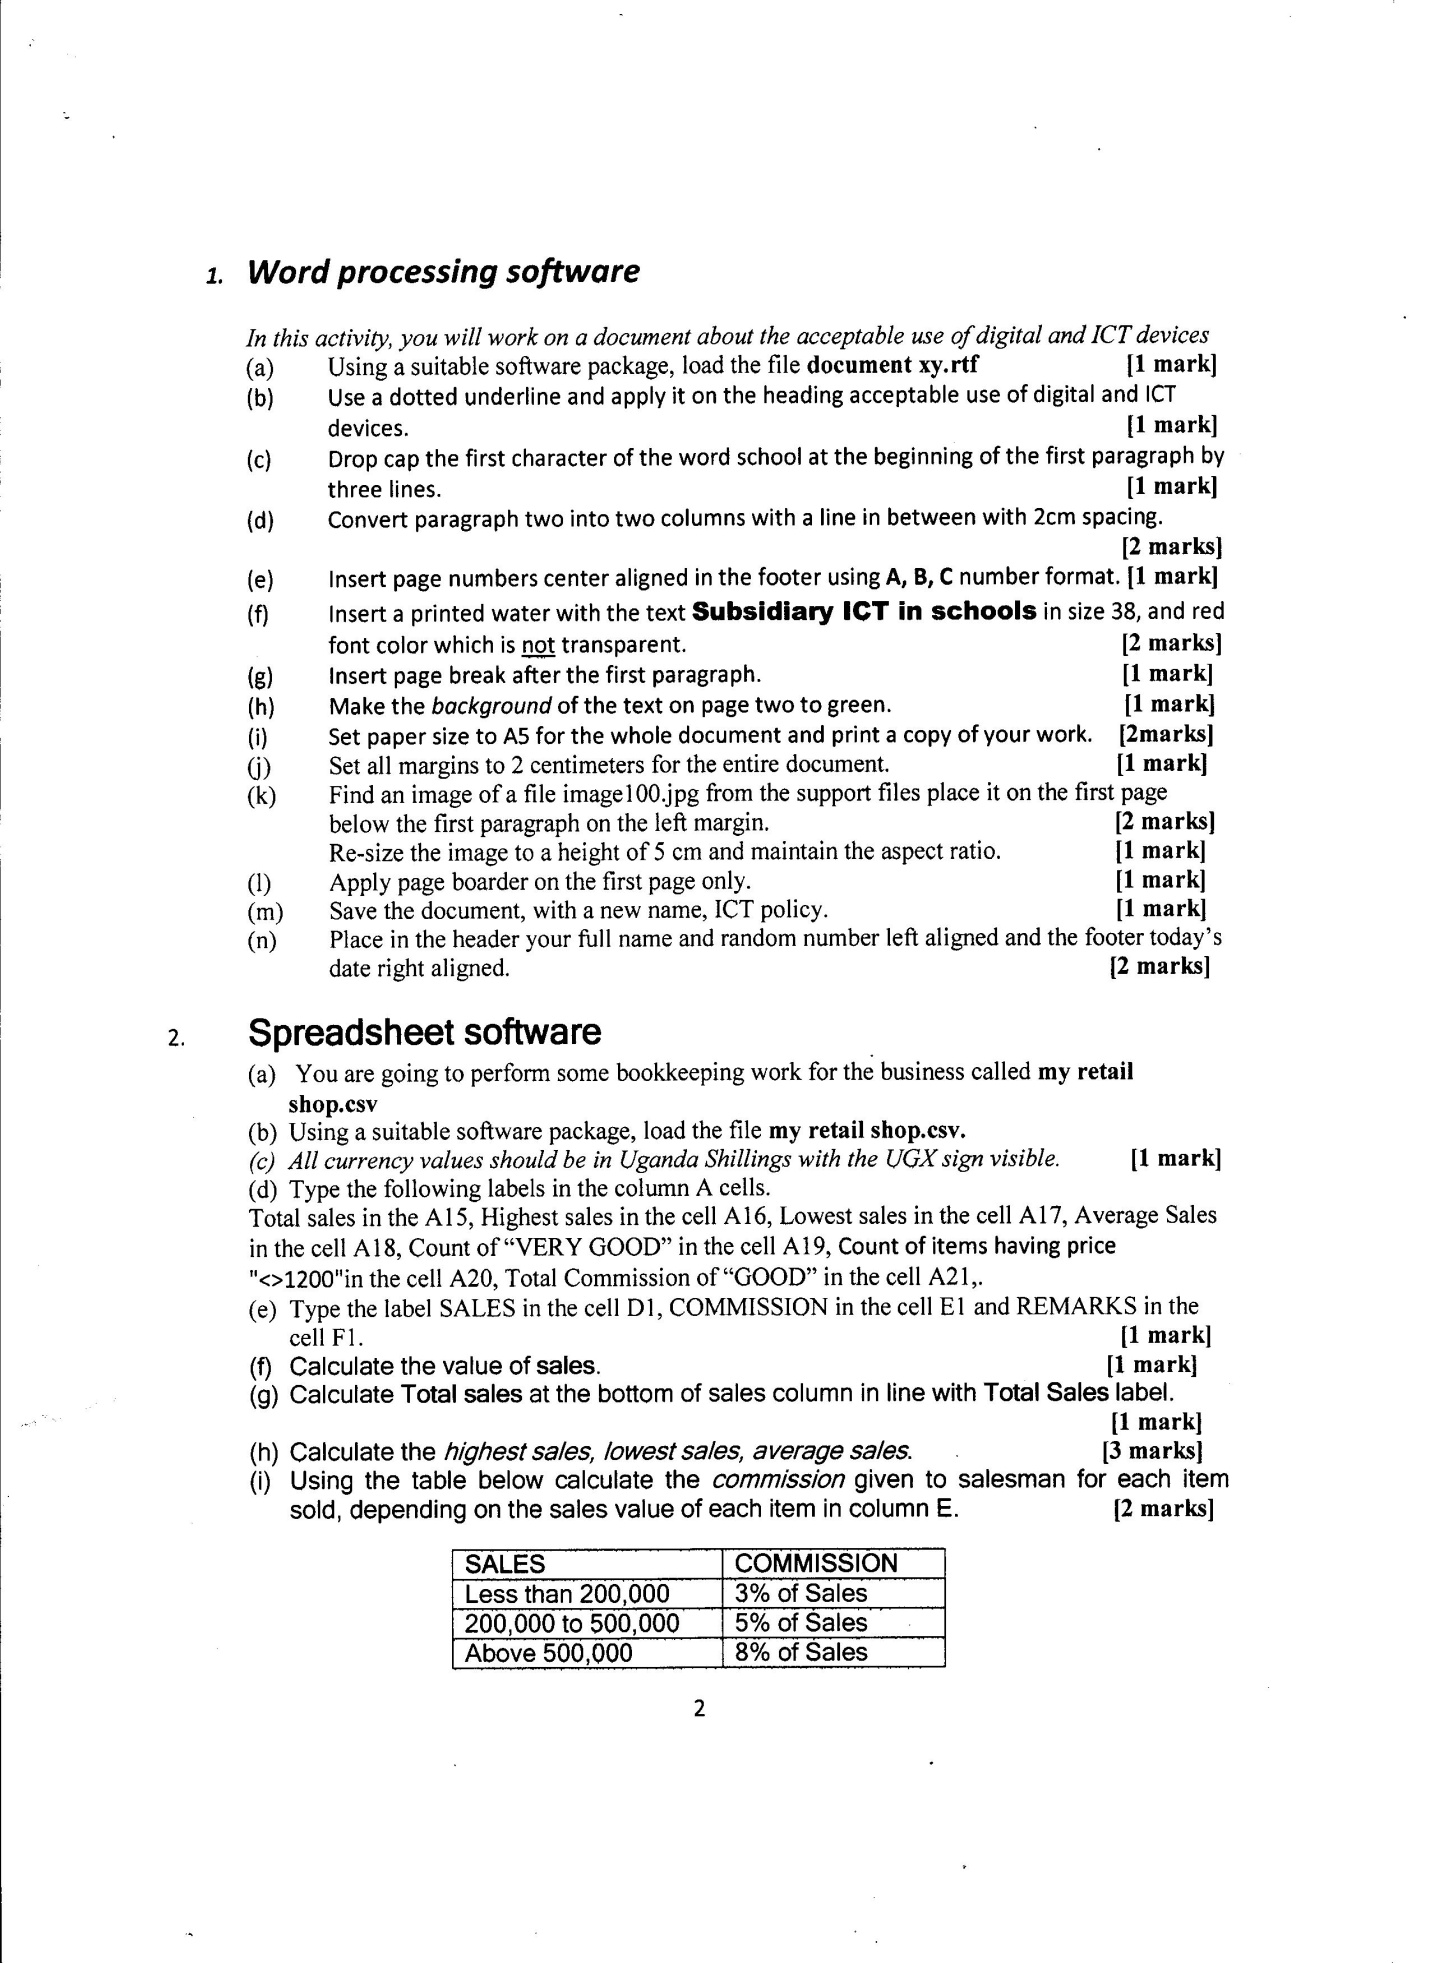 1. Word processing software
In this activity, you will work on a document about the acceptable use of digital and ICT devices
(a) Using a suitable software package, load the file document xy.rtf [1 mark]
(b) Use a dotted underline and apply it on the heading acceptable use of digital and ICT
devices. [1 mark]
(c) Drop cap the first character of the word school at the beginning of the first paragraph by
three lines. [1 mark]
(d) Convert paragraph two into two columns with a line in between with 2cm spacing.
[2 marks]
(e) Insert page numbers center aligned in the footer using A, B, C number format. [1 mark]
(f) Insert a printed water with the text Subsidiary ICT in schools in size 38, and red
font color which is not transparent. [2 marks]
(g) Insert page break after the first paragraph. [1 mark]
(h) Make the background of the text on page two to green. [1 mark]
(i) Set paper size to A5 for the whole document and print a copy of your work. [2marks]
(j) Set all margins to 2 centimeters for the entire document. [1 mark]
(k) Find an image of a file image100.jpg from the support files place it on the first page
below the first paragraph on the left margin. [2 marks]
Re-size the image to a height of 5 cm and maintain the aspect ratio. [1 mark]
(l) Apply page boarder on the first page only. [1 mark]
(m) Save the document, with a new name, ICT policy. [1 mark]
(n) Place in the header your full name and random number left aligned and the footer today's
date right aligned. [2 marks]
2. Spreadsheet software
(a) You are going to perform some bookkeeping work for the business called my retail
shop.csv
(b) Using a suitable software package, load the file my retail shop.csv.
(c) All currency values should be in Uganda Shillings with the UGX sign visible. [1 mark]
(d) Type the following labels in the column A cells.
Total sales in the A15, Highest sales in the cell A16, Lowest sales in the cell A17, Average Sales
in the cell A18, Count of “VERY GOOD” in the cell A19, Count of items having price
"<>1200"in the cell A20, Total Commission of “GOOD” in the cell A21,.
(e) Type the label SALES in the cell D1, COMMISSION in the cell E1 and REMARKS in the
cell F1. [1 mark]
(f) Calculate the value of sales. [1 mark]
(g) Calculate Total sales at the bottom of sales column in line with Total Sales label.
[1 mark]
(h) Calculate the highest sales, lowest sales, average sales. [3 marks]
(i) Using the table below calculate the commission given to salesman for each item
sold, depending on the sales value of each item in column E. [2 marks]
SALES COMMISSION
Less than 200,000 3% of Sales
200,000 to 500,000 5% of Sales
Above 500,000 8% of Sales
2